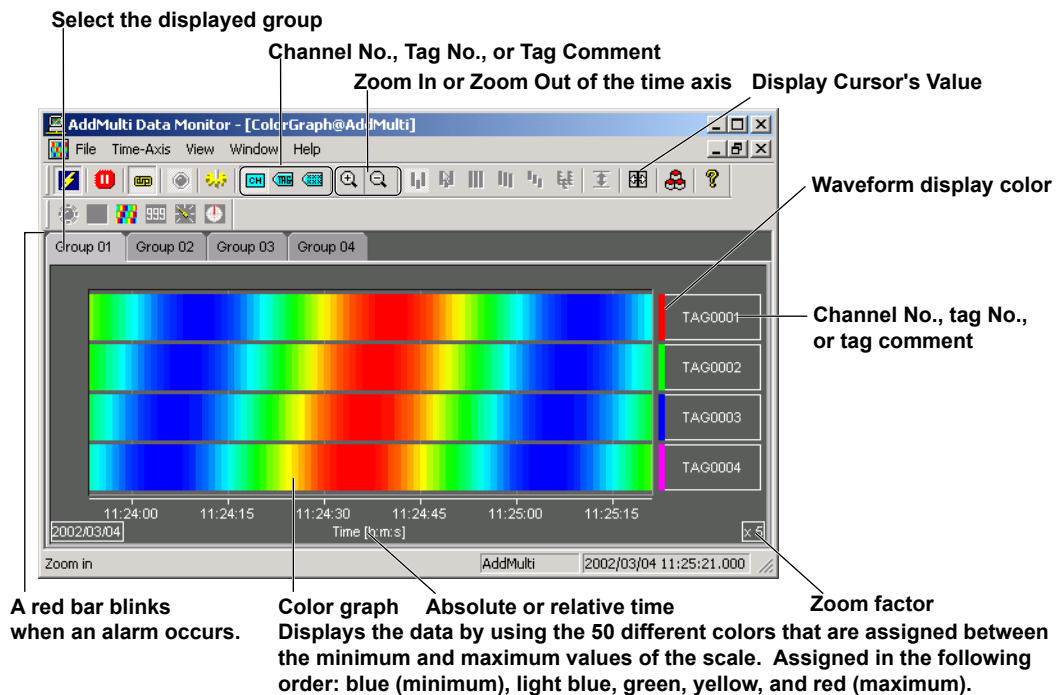 Select the displayed group
Channel No., Tag No., or Tag Comment
Zoom In or Zoom Out of the time axis
Display Cursor's Value
AddMulti Data Monitor - [ColorGraph@AddMulti]
File Time-Axis View Window Help
CH TAG
999
Waveform display color
Group 01 Group 02 Group 03 Group 04
TAG0001
Channel No., tag No.,
or tag comment
TAG0002
TAG0003
TAG0004
11:24:00 11:24:15 11:24:30 11:24:45 11:25:00 11:25:15
2002/03/04 Time [h:m:s] x 5
Zoom in AddMulti 2002/03/04 11:25:21.000
A red bar blinks
when an alarm occurs.
Color graph
Absolute or relative time
Zoom factor
Displays the data by using the 50 different colors that are assigned between
the minimum and maximum values of the scale. Assigned in the following
order: blue (minimum), light blue, green, yellow, and red (maximum).